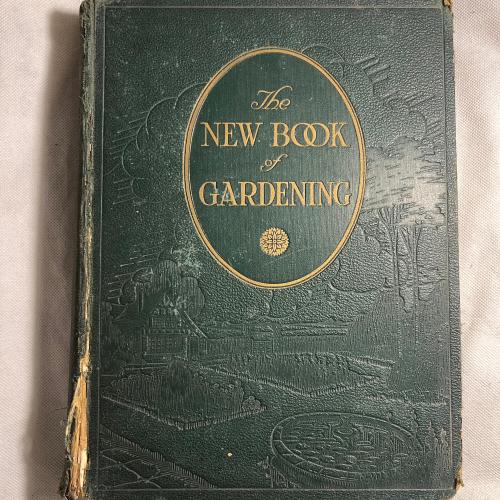 The
NEW BOOK
of
GARDENING